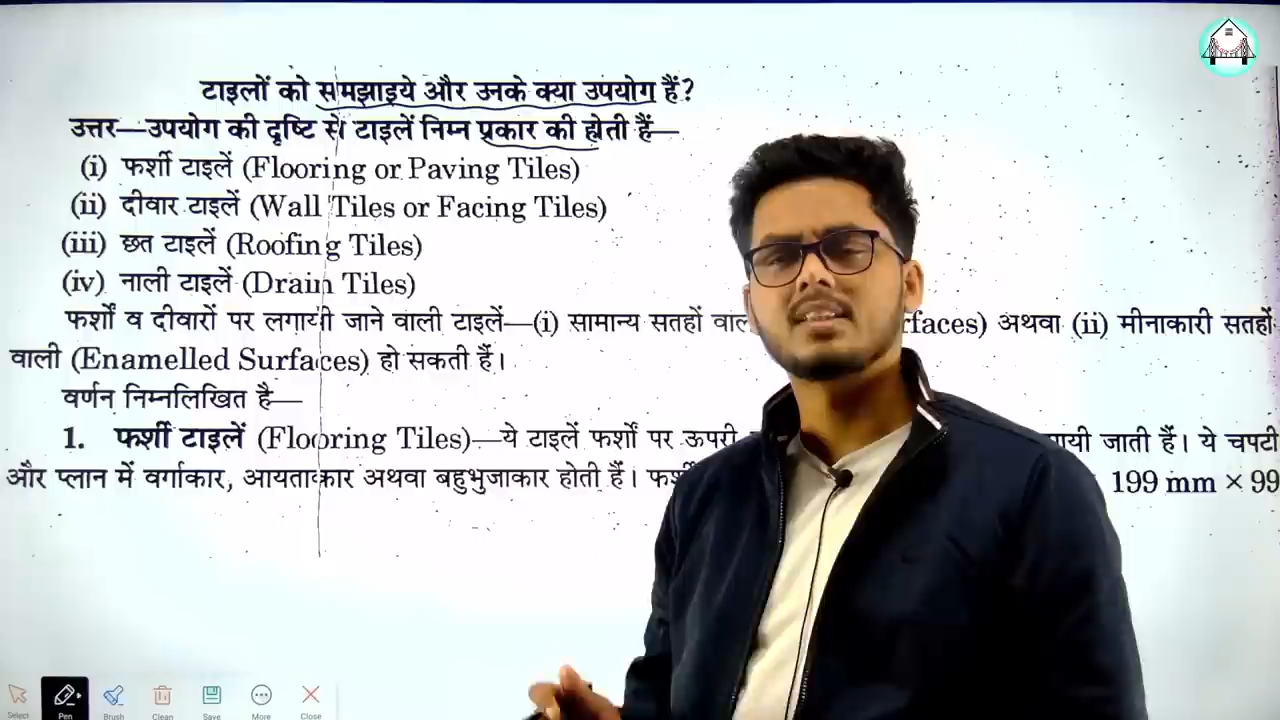 टाइलों को समझाइये और उनके क्या उपयोग हैं?
उत्तर—उपयोग की दृष्टि से टाइलें निम्न प्रकार की होती हैं—
(i) फर्शी टाइलें (Flooring or Paving Tiles)
(ii) दीवार टाइलें (Wall Tiles or Facing Tiles)
(iii) छत टाइलें (Roofing Tiles)
(iv) नाली टाइलें (Drain Tiles)
फर्शों व दीवारों पर लगायी जाने वाली टाइलें—(i) सामान्य सतहों अथवा (ii) मीनाकारी सतहों
वाली (Enamelled Surfaces) हो सकती हैं।
वर्णन निम्नलिखित है—
1. फर्शी टाइलें (Flooring Tiles)—ये टाइलें फर्शों पर ऊपरी जाती हैं। ये चपटी
और प्लान में वर्गाकार, आयताकार अथवा बहुभुजाकार होती हैं। 199 mm × 99
Select Pen Brush Clean Save More Close